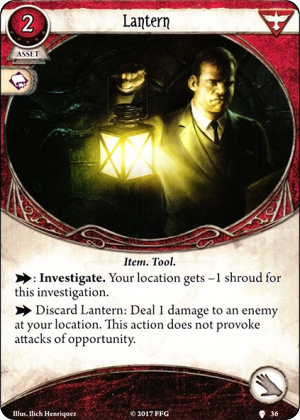 Lantern
2
ASSET
Item. Tool.
: Investigate. Your location gets −1 shroud for
this investigation.
Discard Lantern: Deal 1 damage to an enemy
at your location. This action does not provoke
attacks of opportunity.
Illus. Ilich Henriquez © 2017 FFG 36